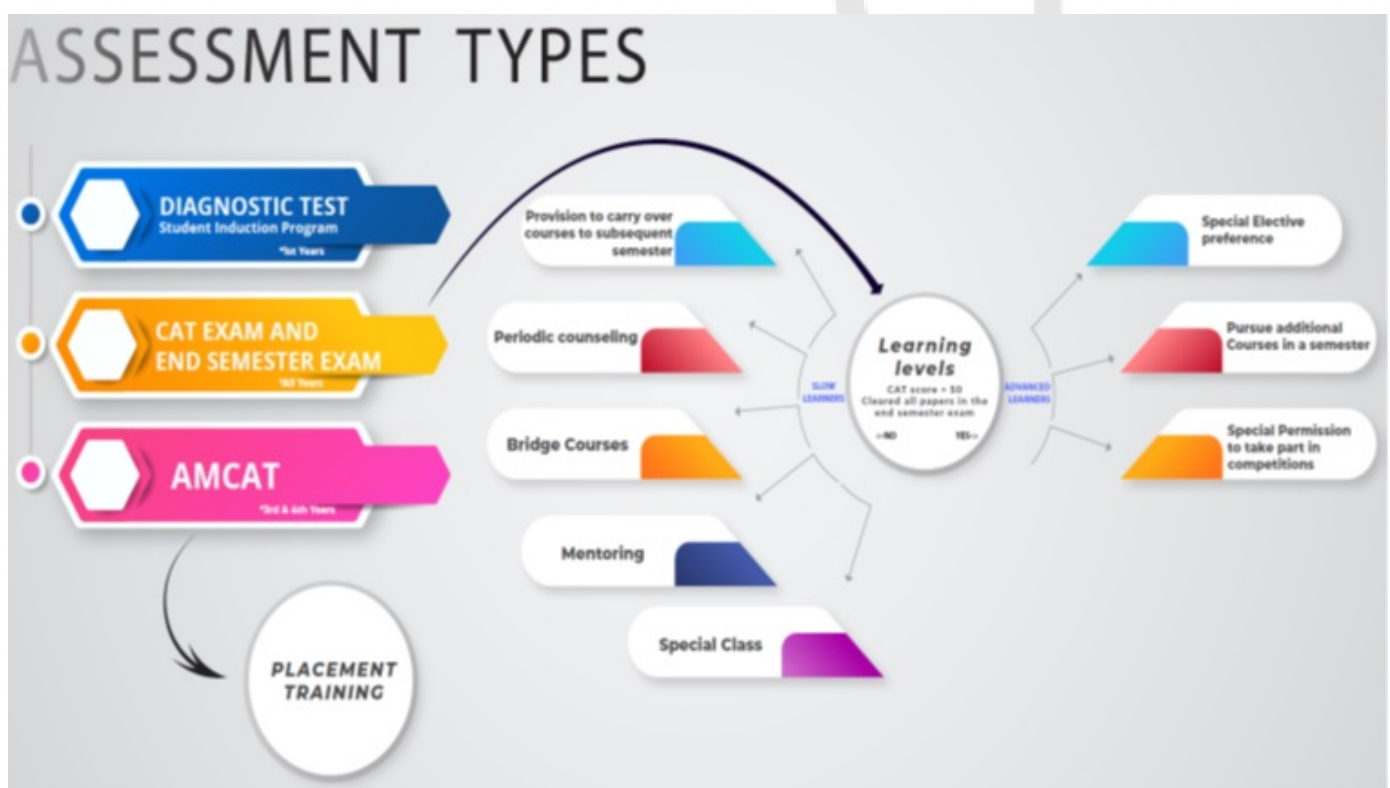 ASSESSMENT TYPES
DIAGNOSTIC TEST
Student Induction Program
*Ist Years
CAT EXAM AND
END SEMESTER EXAM
*All Years
AMCAT
*3rd & 4th Years
PLACEMENT
TRAINING
Provision to carry over
courses to subsequent
semester
Periodic counseling
Bridge Courses
Mentoring
Special Class
SLOW
LEARNERS
Learning
levels
CAT score > 50
Cleared all papers in the
end semester exam
<-NO
YES->
ADVANCED
LEARNERS
Special Elective
preference
Pursue additional
Courses in a semester
Special Permission
to take part in
competitions